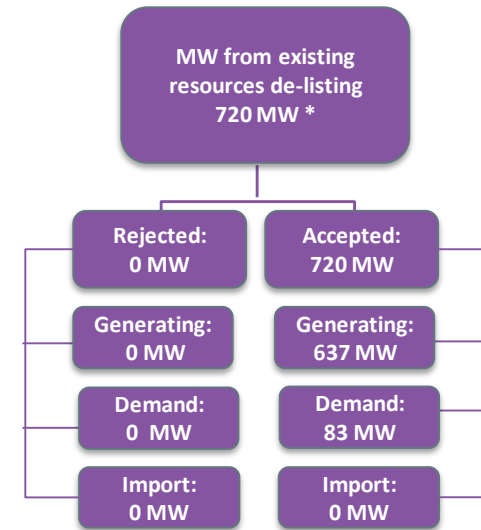 MW from existing
resources de-listing
720 MW *
Rejected:
0 MW
Accepted:
720 MW
Generating:
0 MW
Generating:
637 MW
Demand:
0 MW
Demand:
83 MW
Import:
0 MW
Import:
0 MW